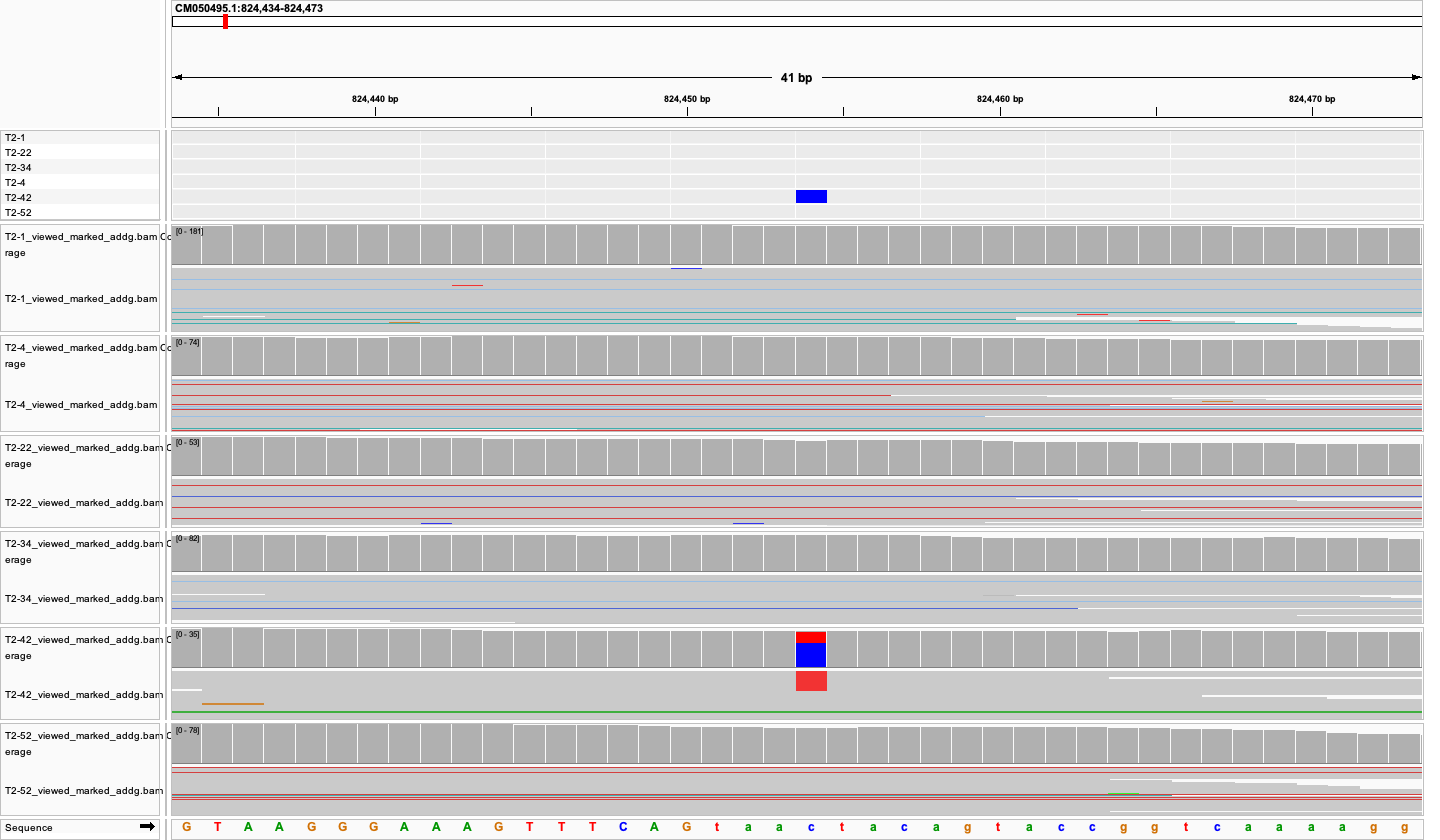 CM050495.1:824,434-824,473
41 bp
824,440 bp 824,450 bp 824,460 bp 824,470 bp
T2-1
T2-22
T2-34
T2-4
T2-42
T2-52
T2-1_viewed_marked_addg.bam Co
rage
[0 - 181]
T2-1_viewed_marked_addg.bam
T2-4_viewed_marked_addg.bam Co
rage
[0 - 74]
T2-4_viewed_marked_addg.bam
T2-22_viewed_marked_addg.bam C
erage
[0 - 53]
T2-22_viewed_marked_addg.bam
T2-34_viewed_marked_addg.bam C
erage
[0 - 82]
T2-34_viewed_marked_addg.bam
T2-42_viewed_marked_addg.bam C
erage
[0 - 35]
T2-42_viewed_marked_addg.bam
T2-52_viewed_marked_addg.bam C
erage
[0 - 78]
T2-52_viewed_marked_addg.bam
Sequence G T A A G G G A A A G T T T C A G t a a c t a c a g t a c c g g t c a a a a g g